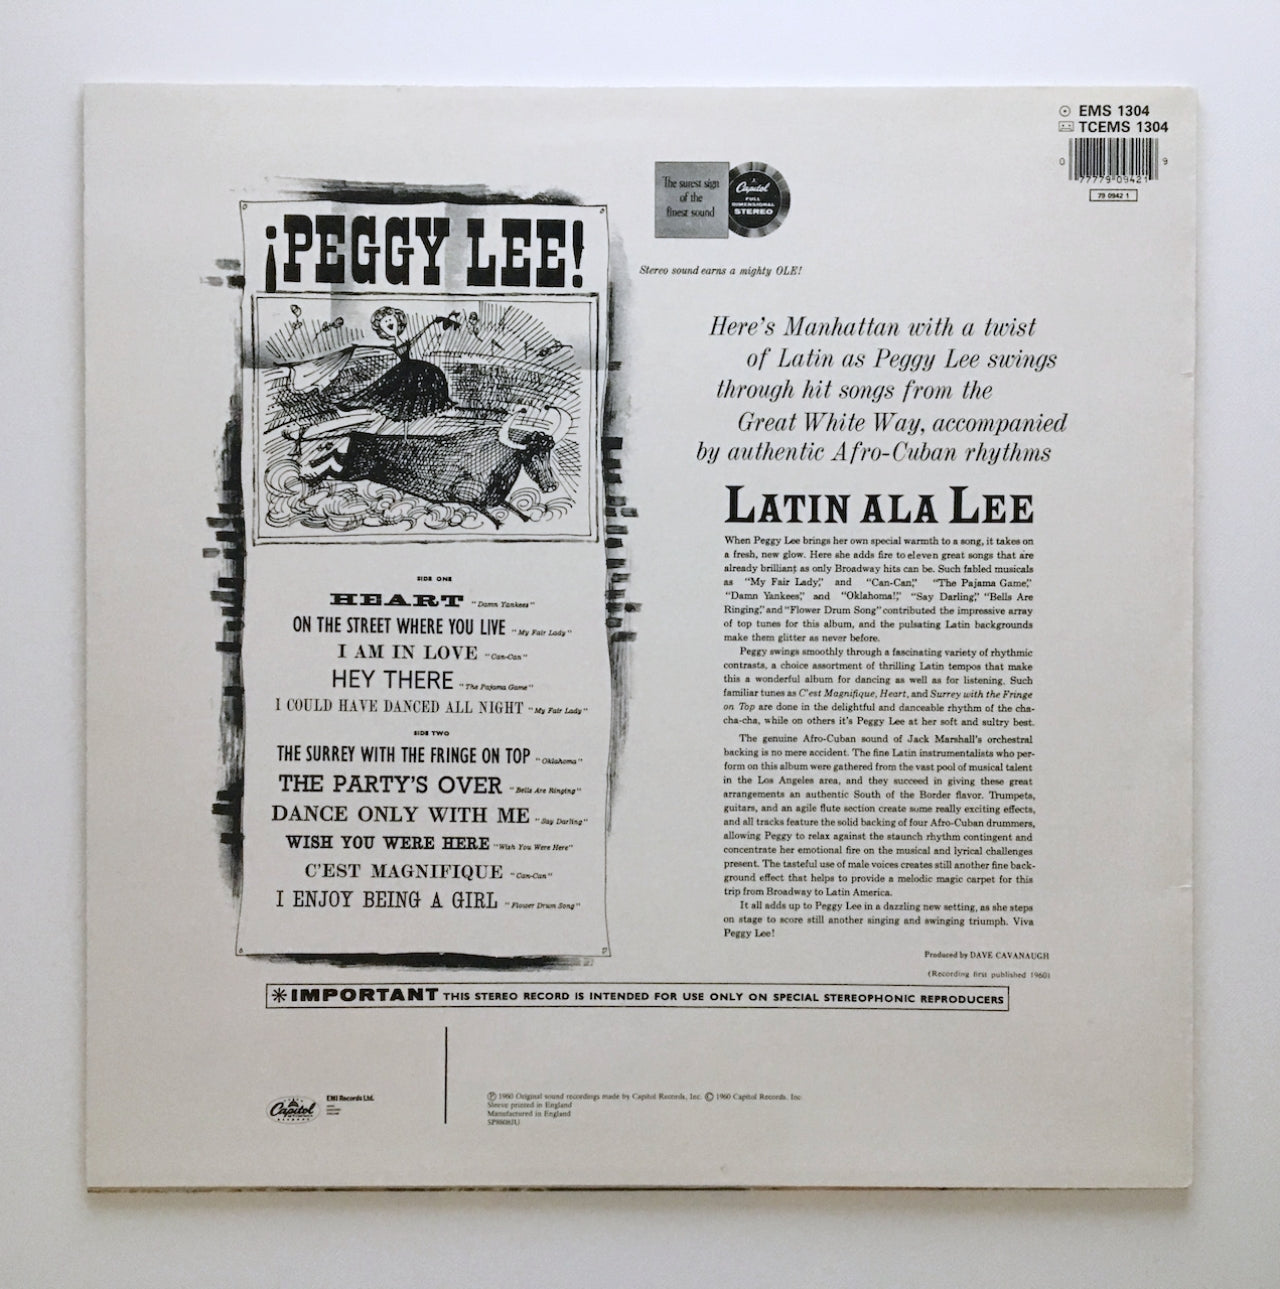 EMS 1304
TCEMS 1304
0 77779 09421 9
79 0942 1
The surest sign
of the
finest sound
Capitol
FULL
DIMENSIONAL
STEREO
Stereo sound earns a mighty OLE!
¡PEGGY LEE!
SIDE ONE
HEART "Damn Yankees"
ON THE STREET WHERE YOU LIVE "My Fair Lady"
I AM IN LOVE "Can-Can"
HEY THERE "The Pajama Game"
I COULD HAVE DANCED ALL NIGHT "My Fair Lady"
SIDE TWO
THE SURREY WITH THE FRINGE ON TOP "Oklahoma"
THE PARTY'S OVER "Bells Are Ringing"
DANCE ONLY WITH ME "Say Darling"
WISH YOU WERE HERE "Wish You Were Here"
C'EST MAGNIFIQUE "Can-Can"
I ENJOY BEING A GIRL "Flower Drum Song"
Here's Manhattan with a twist
of Latin as Peggy Lee swings
through hit songs from the
Great White Way, accompanied
by authentic Afro-Cuban rhythms
LATIN ALA LEE
When Peggy Lee brings her own special warmth to a song, it takes on
a fresh, new glow. Here she adds fire to eleven great songs that are
already brilliant as only Broadway hits can be. Such fabled musicals
as "My Fair Lady," and "Can-Can," "The Pajama Game,"
"Damn Yankees," and "Oklahoma!," "Say Darling," "Bells Are
Ringing," and "Flower Drum Song" contributed the impressive array
of top tunes for this album, and the pulsating Latin backgrounds
make them glitter as never before.
Peggy swings smoothly through a fascinating variety of rhythmic
contrasts, a choice assortment of thrilling Latin tempos that make
this a wonderful album for dancing as well as for listening. Such
familiar tunes as C'est Magnifique, Heart, and Surrey with the Fringe
on Top are done in the delightful and danceable rhythm of the cha-
cha-cha, while on others it's Peggy Lee at her soft and sultry best.
The genuine Afro-Cuban sound of Jack Marshall's orchestral
backing is no mere accident. The fine Latin instrumentalists who per-
form on this album were gathered from the vast pool of musical talent
in the Los Angeles area, and they succeed in giving these great
arrangements an authentic South of the Border flavor. Trumpets,
guitars, and an agile flute section create some really exciting effects,
and all tracks feature the solid backing of four Afro-Cuban drummers,
allowing Peggy to relax against the staunch rhythm contingent and
concentrate her emotional fire on the musical and lyrical challenges
present. The tasteful use of male voices creates still another fine back-
ground effect that helps to provide a melodic magic carpet for this
trip from Broadway to Latin America.
It all adds up to Peggy Lee in a dazzling new setting, as she steps
on stage to score still another singing and swinging triumph. Viva
Peggy Lee!
Produced by DAVE CAVANAUGH
(Recording first published 1960)
*IMPORTANT THIS STEREO RECORD IS INTENDED FOR USE ONLY ON SPECIAL STEREOPHONIC REPRODUCERS
Capitol
RECORDS
EMI Records Ltd.
Ⓟ 1960 Original sound recordings made by Capitol Records, Inc. © 1960 Capitol Records, Inc.
Sleeve printed in England
Manufactured in England